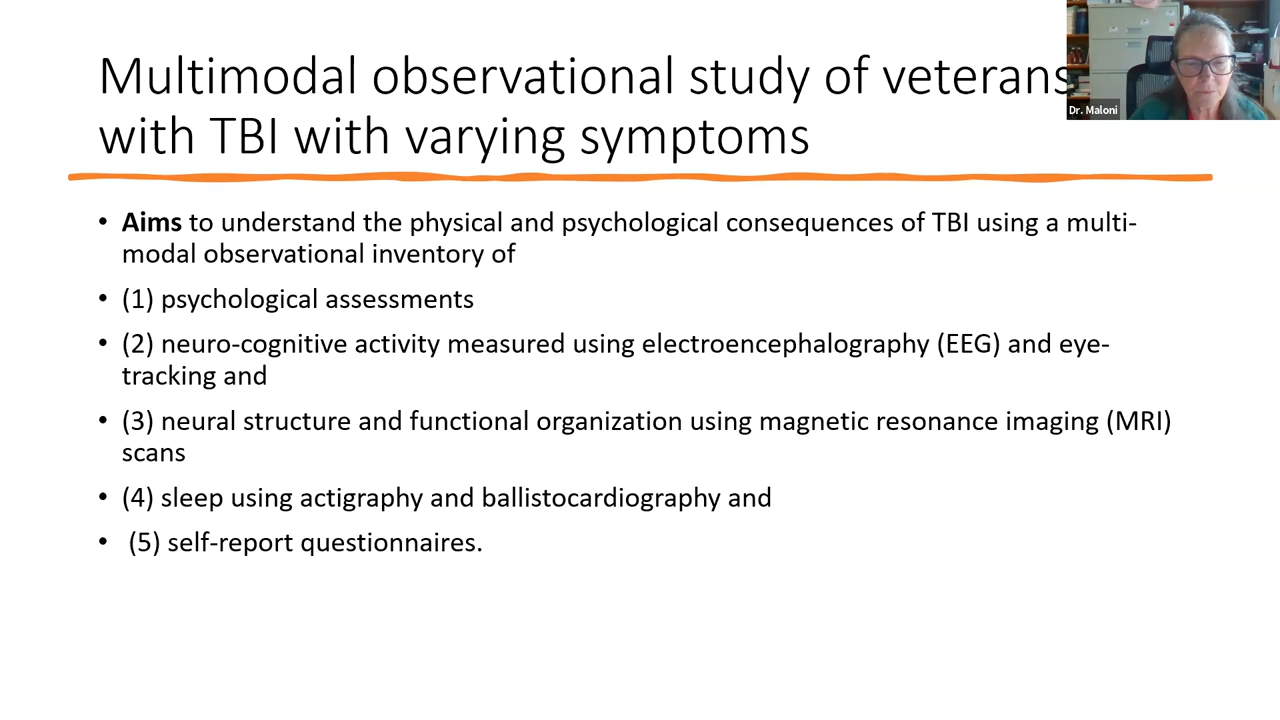 Multimodal observational study of veterans
with TBI with varying symptoms
Dr. Maloni
• Aims to understand the physical and psychological consequences of TBI using a multi-
modal observational inventory of
• (1) psychological assessments
• (2) neuro-cognitive activity measured using electroencephalography (EEG) and eye-
tracking and
• (3) neural structure and functional organization using magnetic resonance imaging (MRI)
scans
• (4) sleep using actigraphy and ballistocardiography and
• (5) self-report questionnaires.